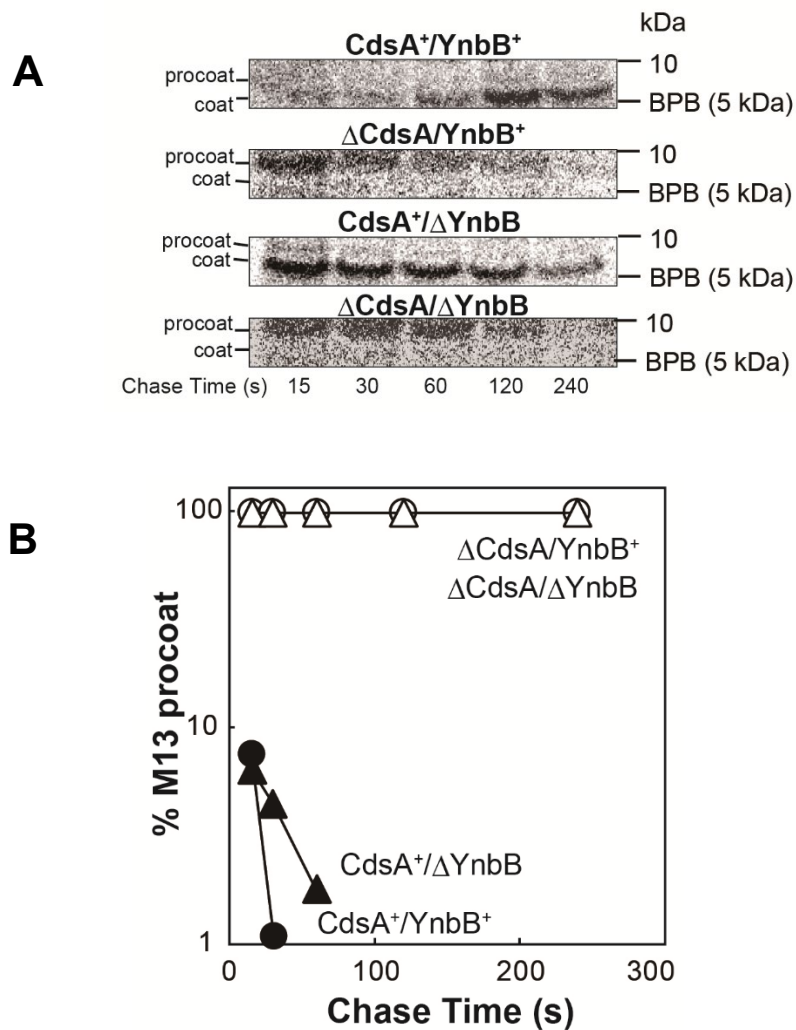 A
kDa
CdsA⁺/YnbB⁺
procoat
coat
10
BPB (5 kDa)
ΔCdsA/YnbB⁺
procoat
coat
10
BPB (5 kDa)
CdsA⁺/ΔYnbB
procoat
coat
10
BPB (5 kDa)
ΔCdsA/ΔYnbB
procoat
coat
10
BPB (5 kDa)
Chase Time (s) 15 30 60 120 240
B
100
10
1
% M13 procoat
ΔCdsA/YnbB⁺
ΔCdsA/ΔYnbB
CdsA⁺/ΔYnbB
CdsA⁺/YnbB⁺
0 100 200 300
Chase Time (s)